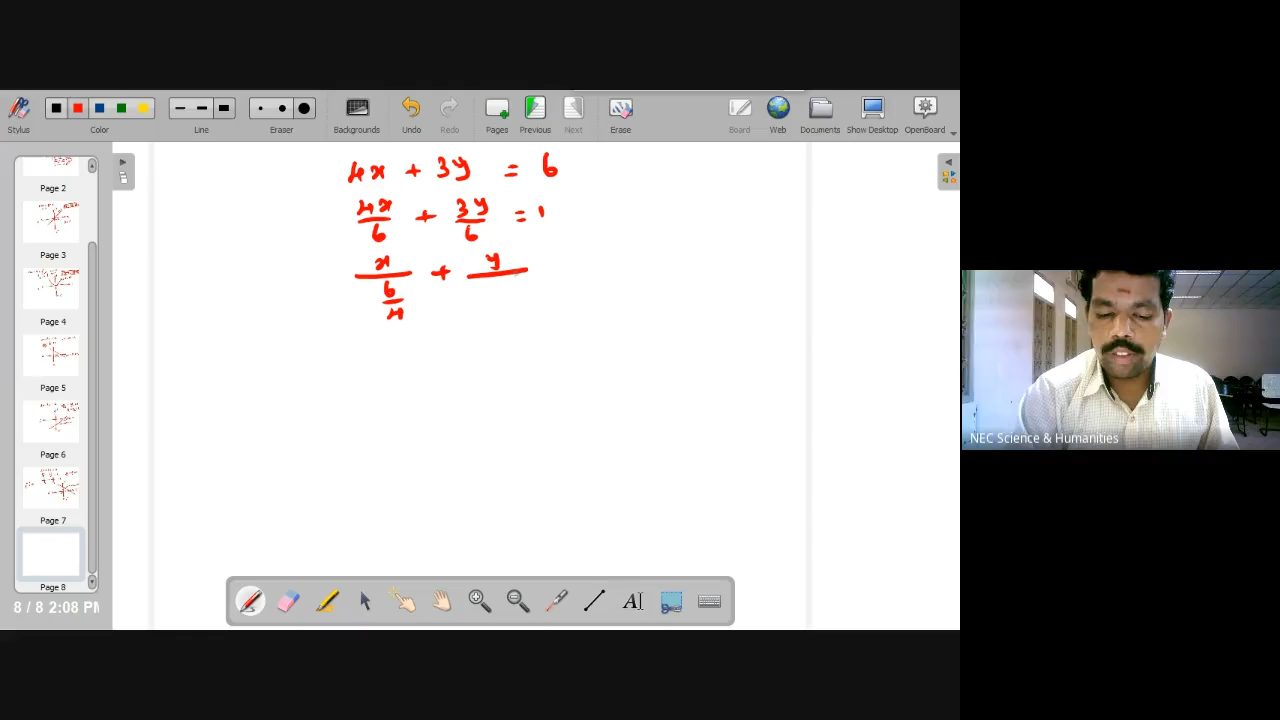 Stylus
Color
Line
Eraser
Backgrounds
Undo
Redo
Pages
Previous
Next
Erase
Board
Web
Documents
Show Desktop
OpenBoard
Page 2
Page 3
Page 4
Page 5
Page 6
Page 7
Page 8
8 / 8 2:08 PM
4x + 3y = 6
4x/6 + 3y/6 = 1
x/(6/4) + y/
NEC Science & Humanities